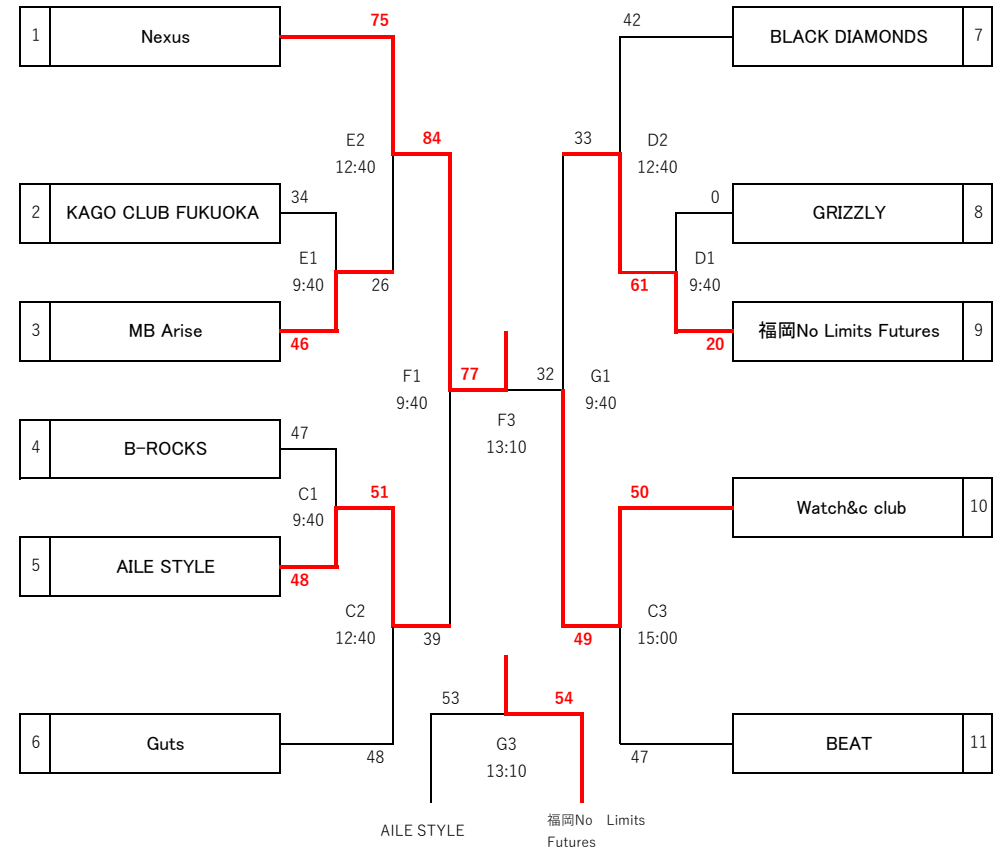 75
42
1 Nexus
BLACK DIAMONDS 7
E2
12:40
84
33
D2
12:40
34
0
2 KAGO CLUB FUKUOKA
GRIZZLY 8
E1
9:40
26
61
D1
9:40
3 MB Arise
46
福岡No Limits Futures 9
20
F1
9:40
77
32
G1
9:40
F3
13:10
47
4 B-ROCKS
C1
9:40
51
50
Watch&c club 10
5 AILE STYLE
48
C2
12:40
39
49
C3
15:00
53
54
6 Guts
48
G3
13:10
47
BEAT 11
AILE STYLE
福岡No Limits
Futures